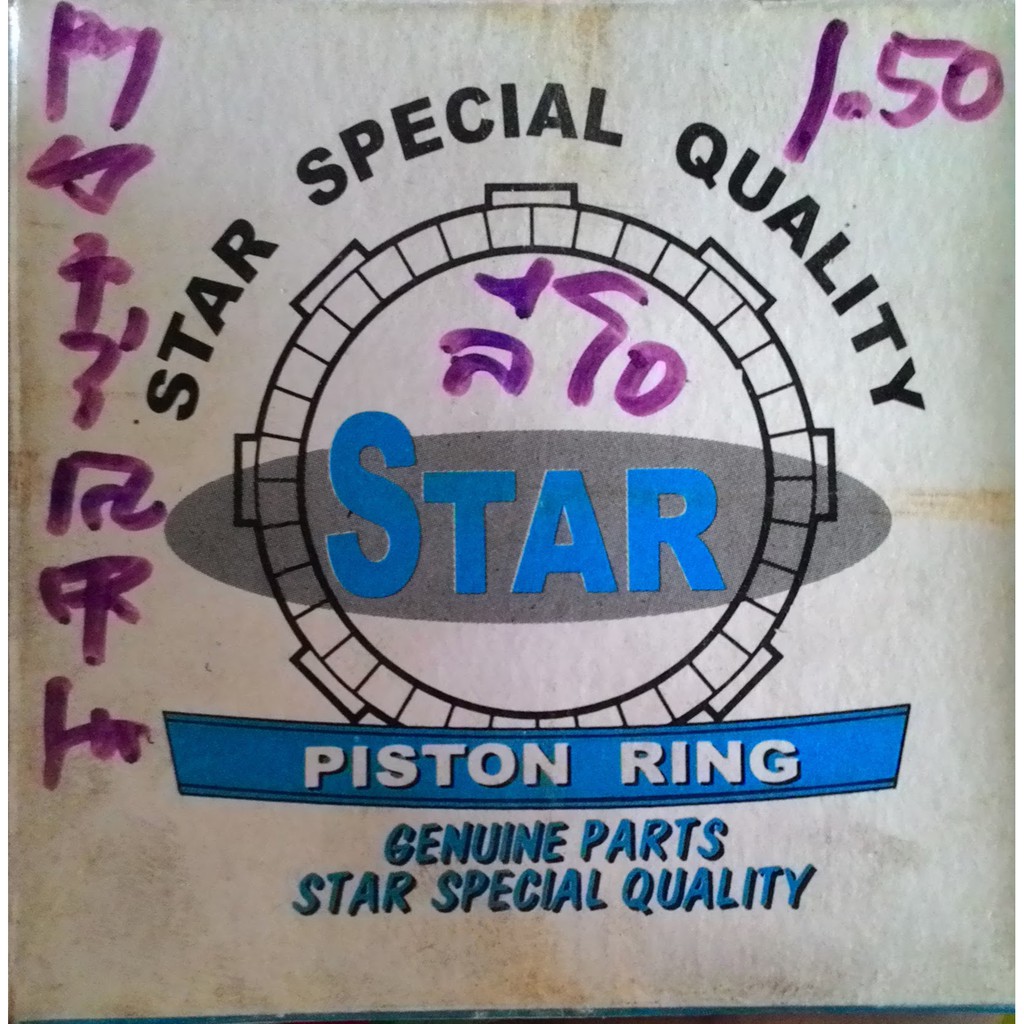 1.50
STAR SPECIAL QUALITY
ลีโอ
STAR
PISTON RING
GENUINE PARTS
STAR SPECIAL QUALITY